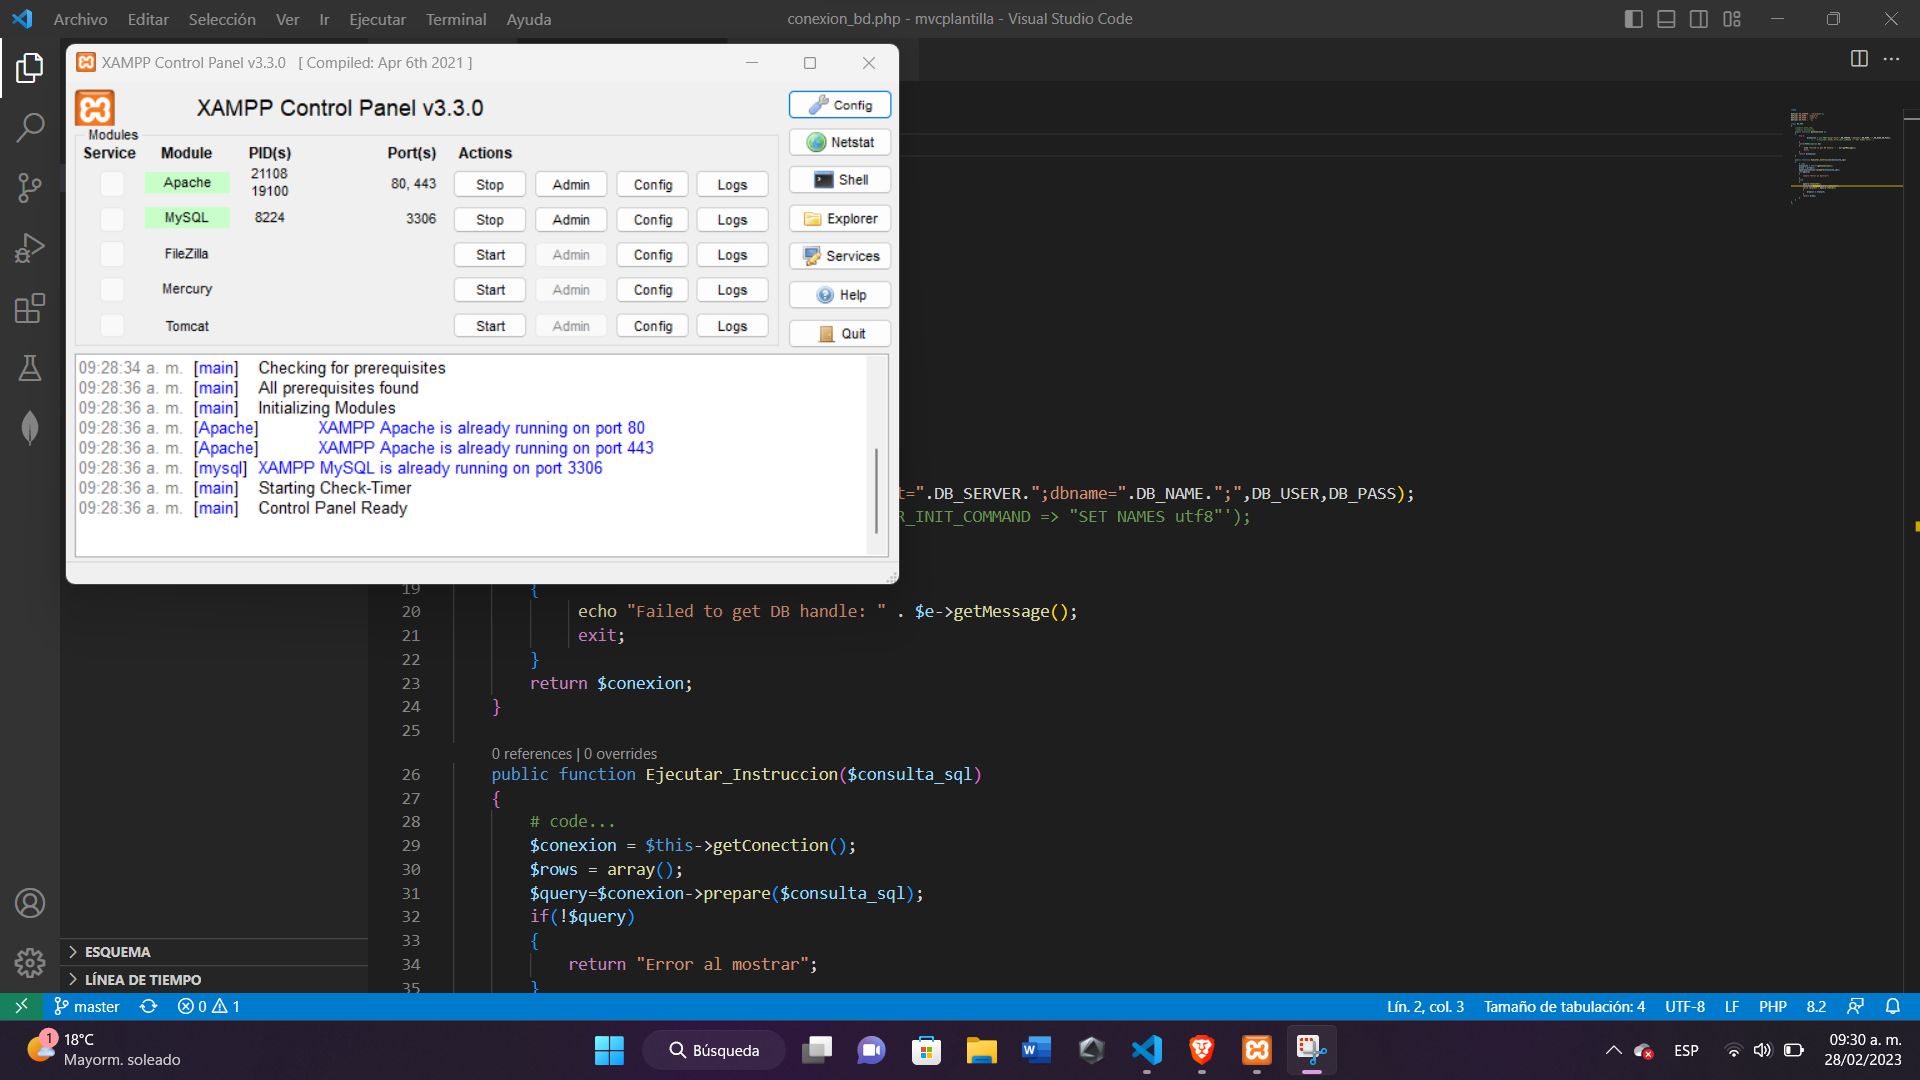 Archivo Editar Selección Ver Ir Ejecutar Terminal Ayuda
conexion_bd.php - mvcplantilla - Visual Studio Code
XAMPP Control Panel v3.3.0 [ Compiled: Apr 6th 2021 ]
XAMPP Control Panel v3.3.0
Config
Modules
Service Module PID(s) Port(s) Actions
Netstat
Apache 21108 19100 80, 443 Stop Admin Config Logs
Shell
MySQL 8224 3306 Stop Admin Config Logs
Explorer
FileZilla Start Admin Config Logs
Services
Mercury Start Admin Config Logs
Help
Tomcat Start Admin Config Logs
Quit
09:28:34 a. m. [main] Checking for prerequisites
09:28:36 a. m. [main] All prerequisites found
09:28:36 a. m. [main] Initializing Modules
09:28:36 a. m. [Apache] XAMPP Apache is already running on port 80
09:28:36 a. m. [Apache] XAMPP Apache is already running on port 443
09:28:36 a. m. [mysql] XAMPP MySQL is already running on port 3306
09:28:36 a. m. [main] Starting Check-Timer
09:28:36 a. m. [main] Control Panel Ready
t=".DB_SERVER.";dbname=".DB_NAME.";",DB_USER,DB_PASS);
R_INIT_COMMAND => "SET NAMES utf8"');
19 {
20 echo "Failed to get DB handle: " . $e->getMessage();
21 exit;
22 }
23 return $conexion;
24 }
25
0 references | 0 overrides
26 public function Ejecutar_Instruccion($consulta_sql)
27 {
28 # code...
29 $conexion = $this->getConection();
30 $rows = array();
31 $query=$conexion->prepare($consulta_sql);
32 if(!$query)
33 {
34 return "Error al mostrar";
35 }
ESQUEMA
LÍNEA DE TIEMPO
master 0 1
Lín. 2, col. 3 Tamaño de tabulación: 4 UTF-8 LF PHP 8.2
1 18°C
Mayorm. soleado
Búsqueda
ESP
09:30 a. m.
28/02/2023